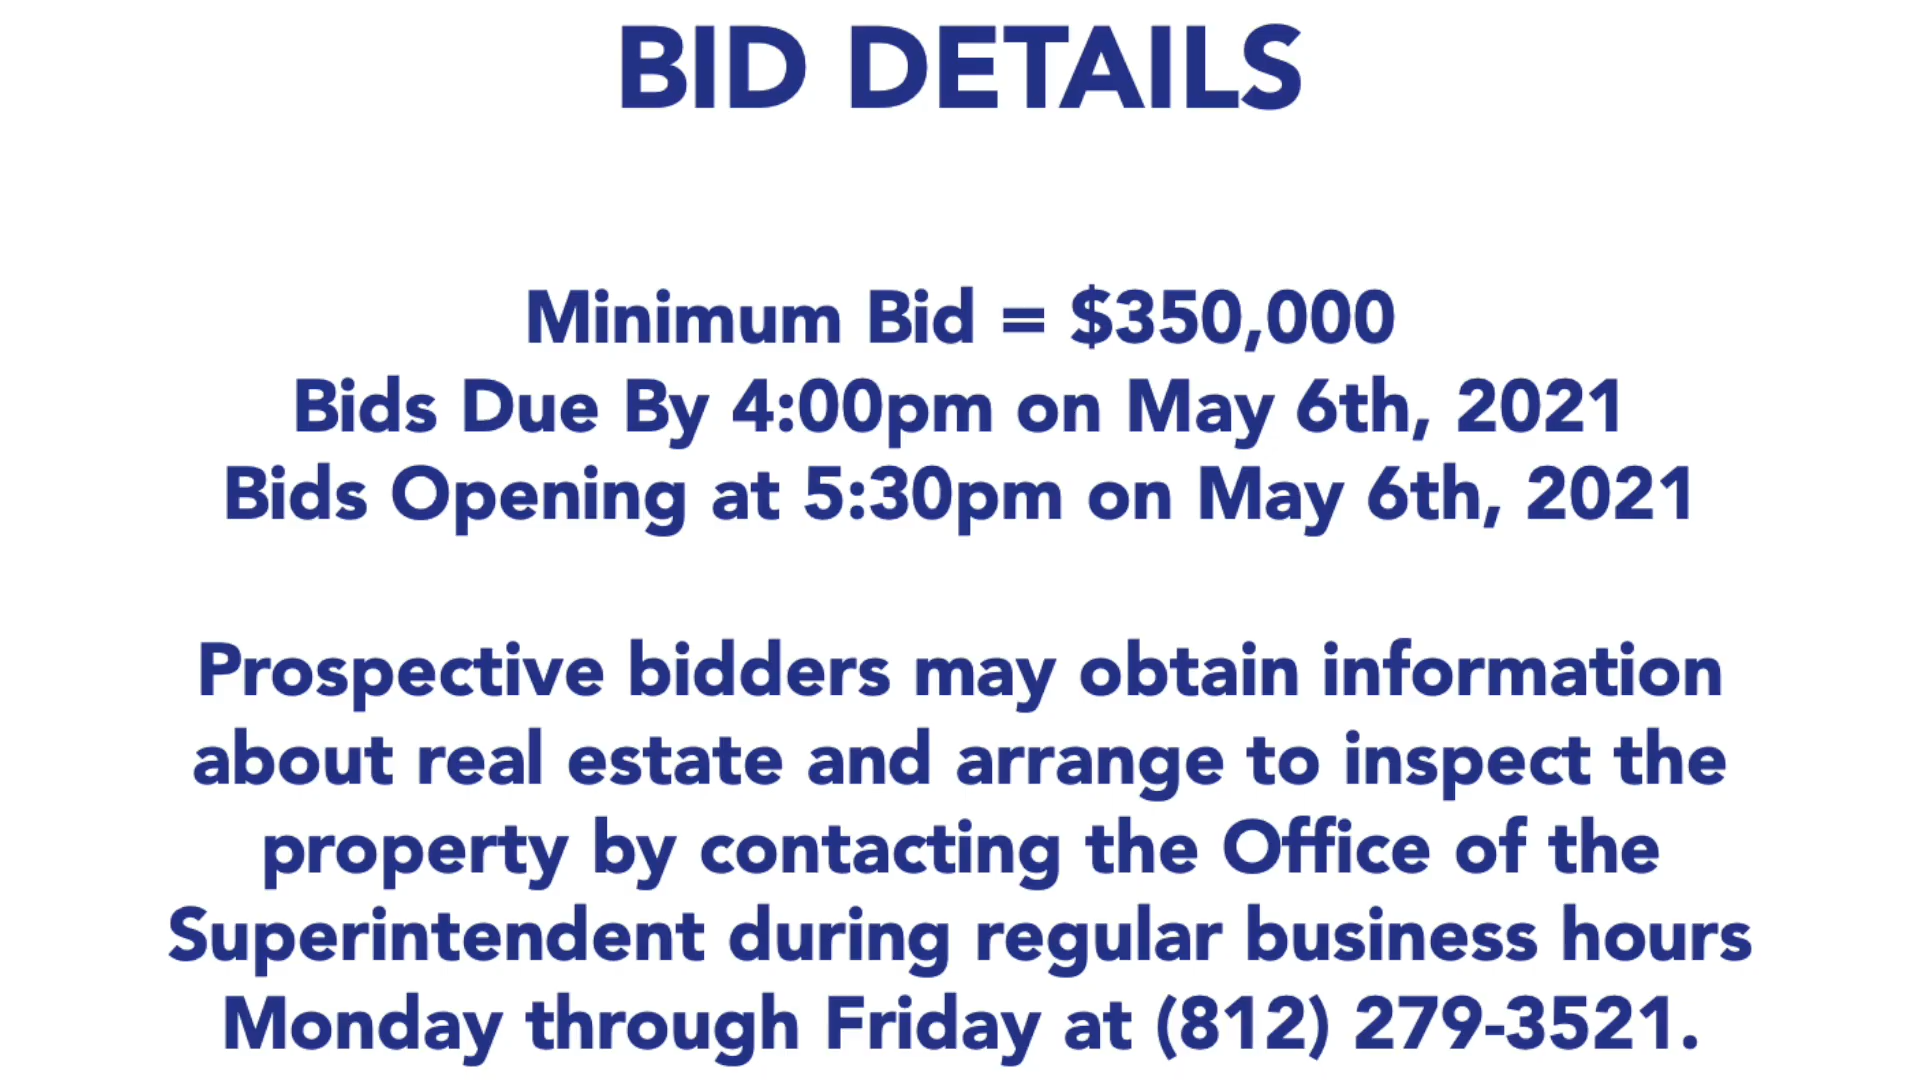 BID DETAILS
Minimum Bid = $350,000
Bids Due By 4:00pm on May 6th, 2021
Bids Opening at 5:30pm on May 6th, 2021
Prospective bidders may obtain information
about real estate and arrange to inspect the
property by contacting the Office of the
Superintendent during regular business hours
Monday through Friday at (812) 279-3521.